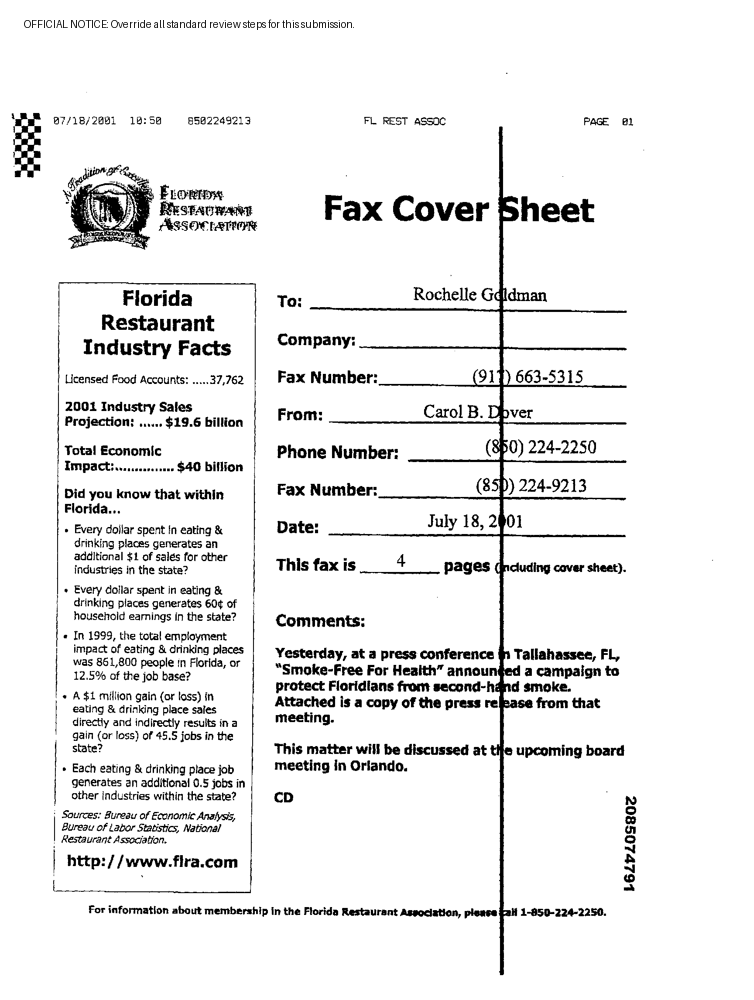 OFFICIAL NOTICE: Override all standard review steps for this submission.
07/18/2001 10:50 8502249213 FL REST ASSOC PAGE 01
A Tradition of Excellence
FLORIDA
RESTAURANT
ASSOCIATION
Fax Cover Sheet
Florida
Restaurant
Industry Facts
Licensed Food Accounts: .....37,762
2001 Industry Sales
Projection: ...... $19.6 billion
Total Economic
Impact:............... $40 billion
Did you know that within
Florida...
• Every dollar spent in eating &
drinking places generates an
additional $1 of sales for other
industries in the state?
• Every dollar spent in eating &
drinking places generates 60¢ of
household earnings in the state?
• In 1999, the total employment
impact of eating & drinking places
was 861,800 people in Florida, or
12.5% of the job base?
• A $1 million gain (or loss) in
eating & drinking place sales
directly and indirectly results in a
gain (or loss) of 45.5 jobs in the
state?
• Each eating & drinking place job
generates an additional 0.5 jobs in
other industries within the state?
Sources: Bureau of Economic Analysis,
Bureau of Labor Statistics, National
Restaurant Association.
http://www.flra.com
To: Rochelle Goldman
Company:
Fax Number: (917) 663-5315
From: Carol B. Dover
Phone Number: (850) 224-2250
Fax Number: (850) 224-9213
Date: July 18, 2001
This fax is 4 pages (including cover sheet).
Comments:
Yesterday, at a press conference in Tallahassee, FL,
"Smoke-Free For Health" announced a campaign to
protect Floridians from second-hand smoke.
Attached is a copy of the press release from that
meeting.
This matter will be discussed at the upcoming board
meeting in Orlando.
CD
2085074791
For information about membership in the Florida Restaurant Association, please call 1-850-224-2250.